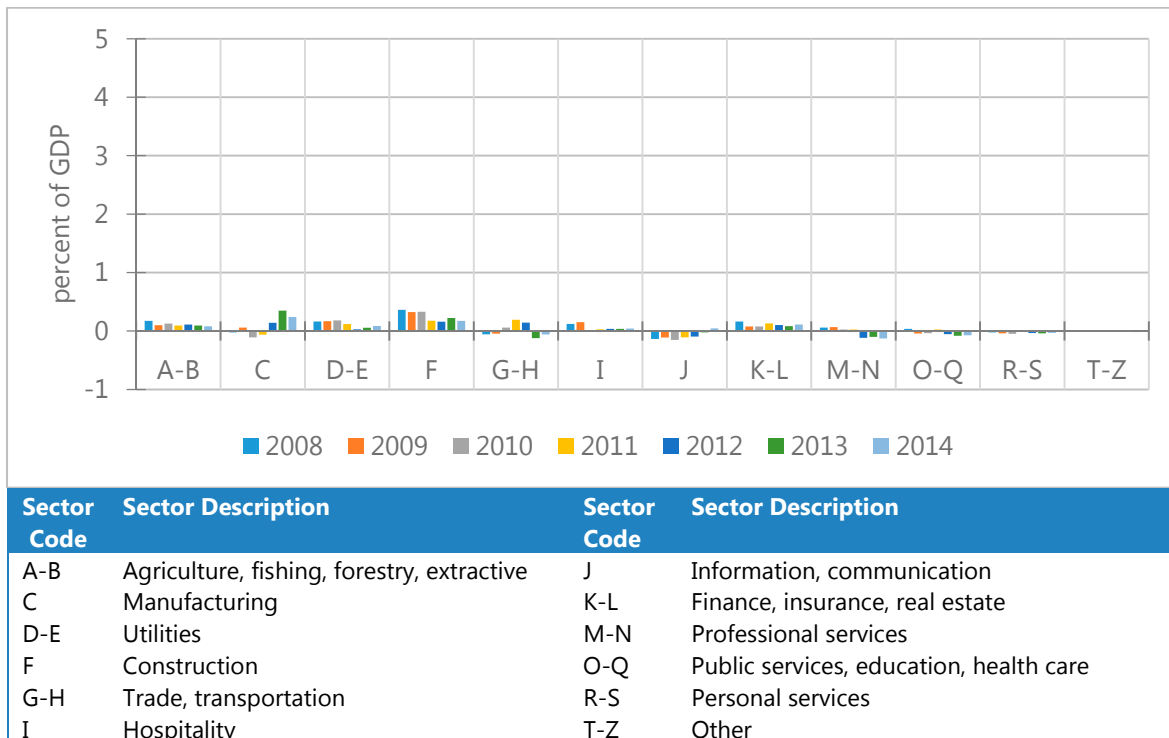 5
4
3
2
1
0
-1
percent of GDP
A-B C D-E F G-H I J K-L M-N O-Q R-S T-Z
2008 2009 2010 2011 2012 2013 2014
Sector Code Sector Description Sector Code Sector Description
A-B Agriculture, fishing, forestry, extractive J Information, communication
C Manufacturing K-L Finance, insurance, real estate
D-E Utilities M-N Professional services
F Construction O-Q Public services, education, health care
G-H Trade, transportation R-S Personal services
I Hospitality T-Z Other